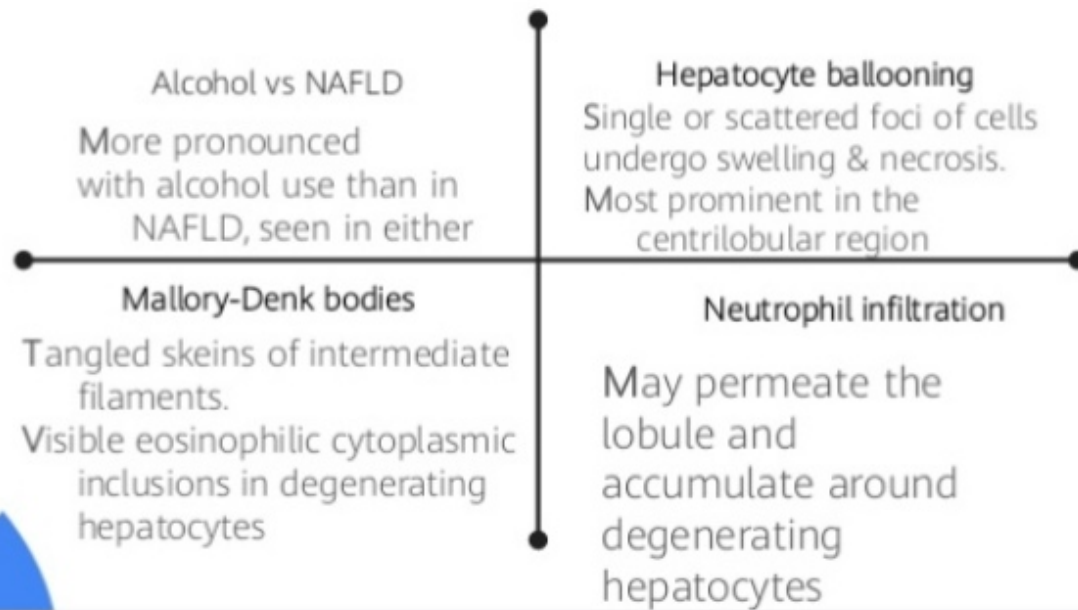 Alcohol vs NAFLD
More pronounced
with alcohol use than in
NAFLD, seen in either
Hepatocyte ballooning
Single or scattered foci of cells
undergo swelling & necrosis.
Most prominent in the
centrilobular region
Mallory-Denk bodies
Tangled skeins of intermediate
filaments.
Visible eosinophilic cytoplasmic
inclusions in degenerating
hepatocytes
Neutrophil infiltration
May permeate the
lobule and
accumulate around
degenerating
hepatocytes